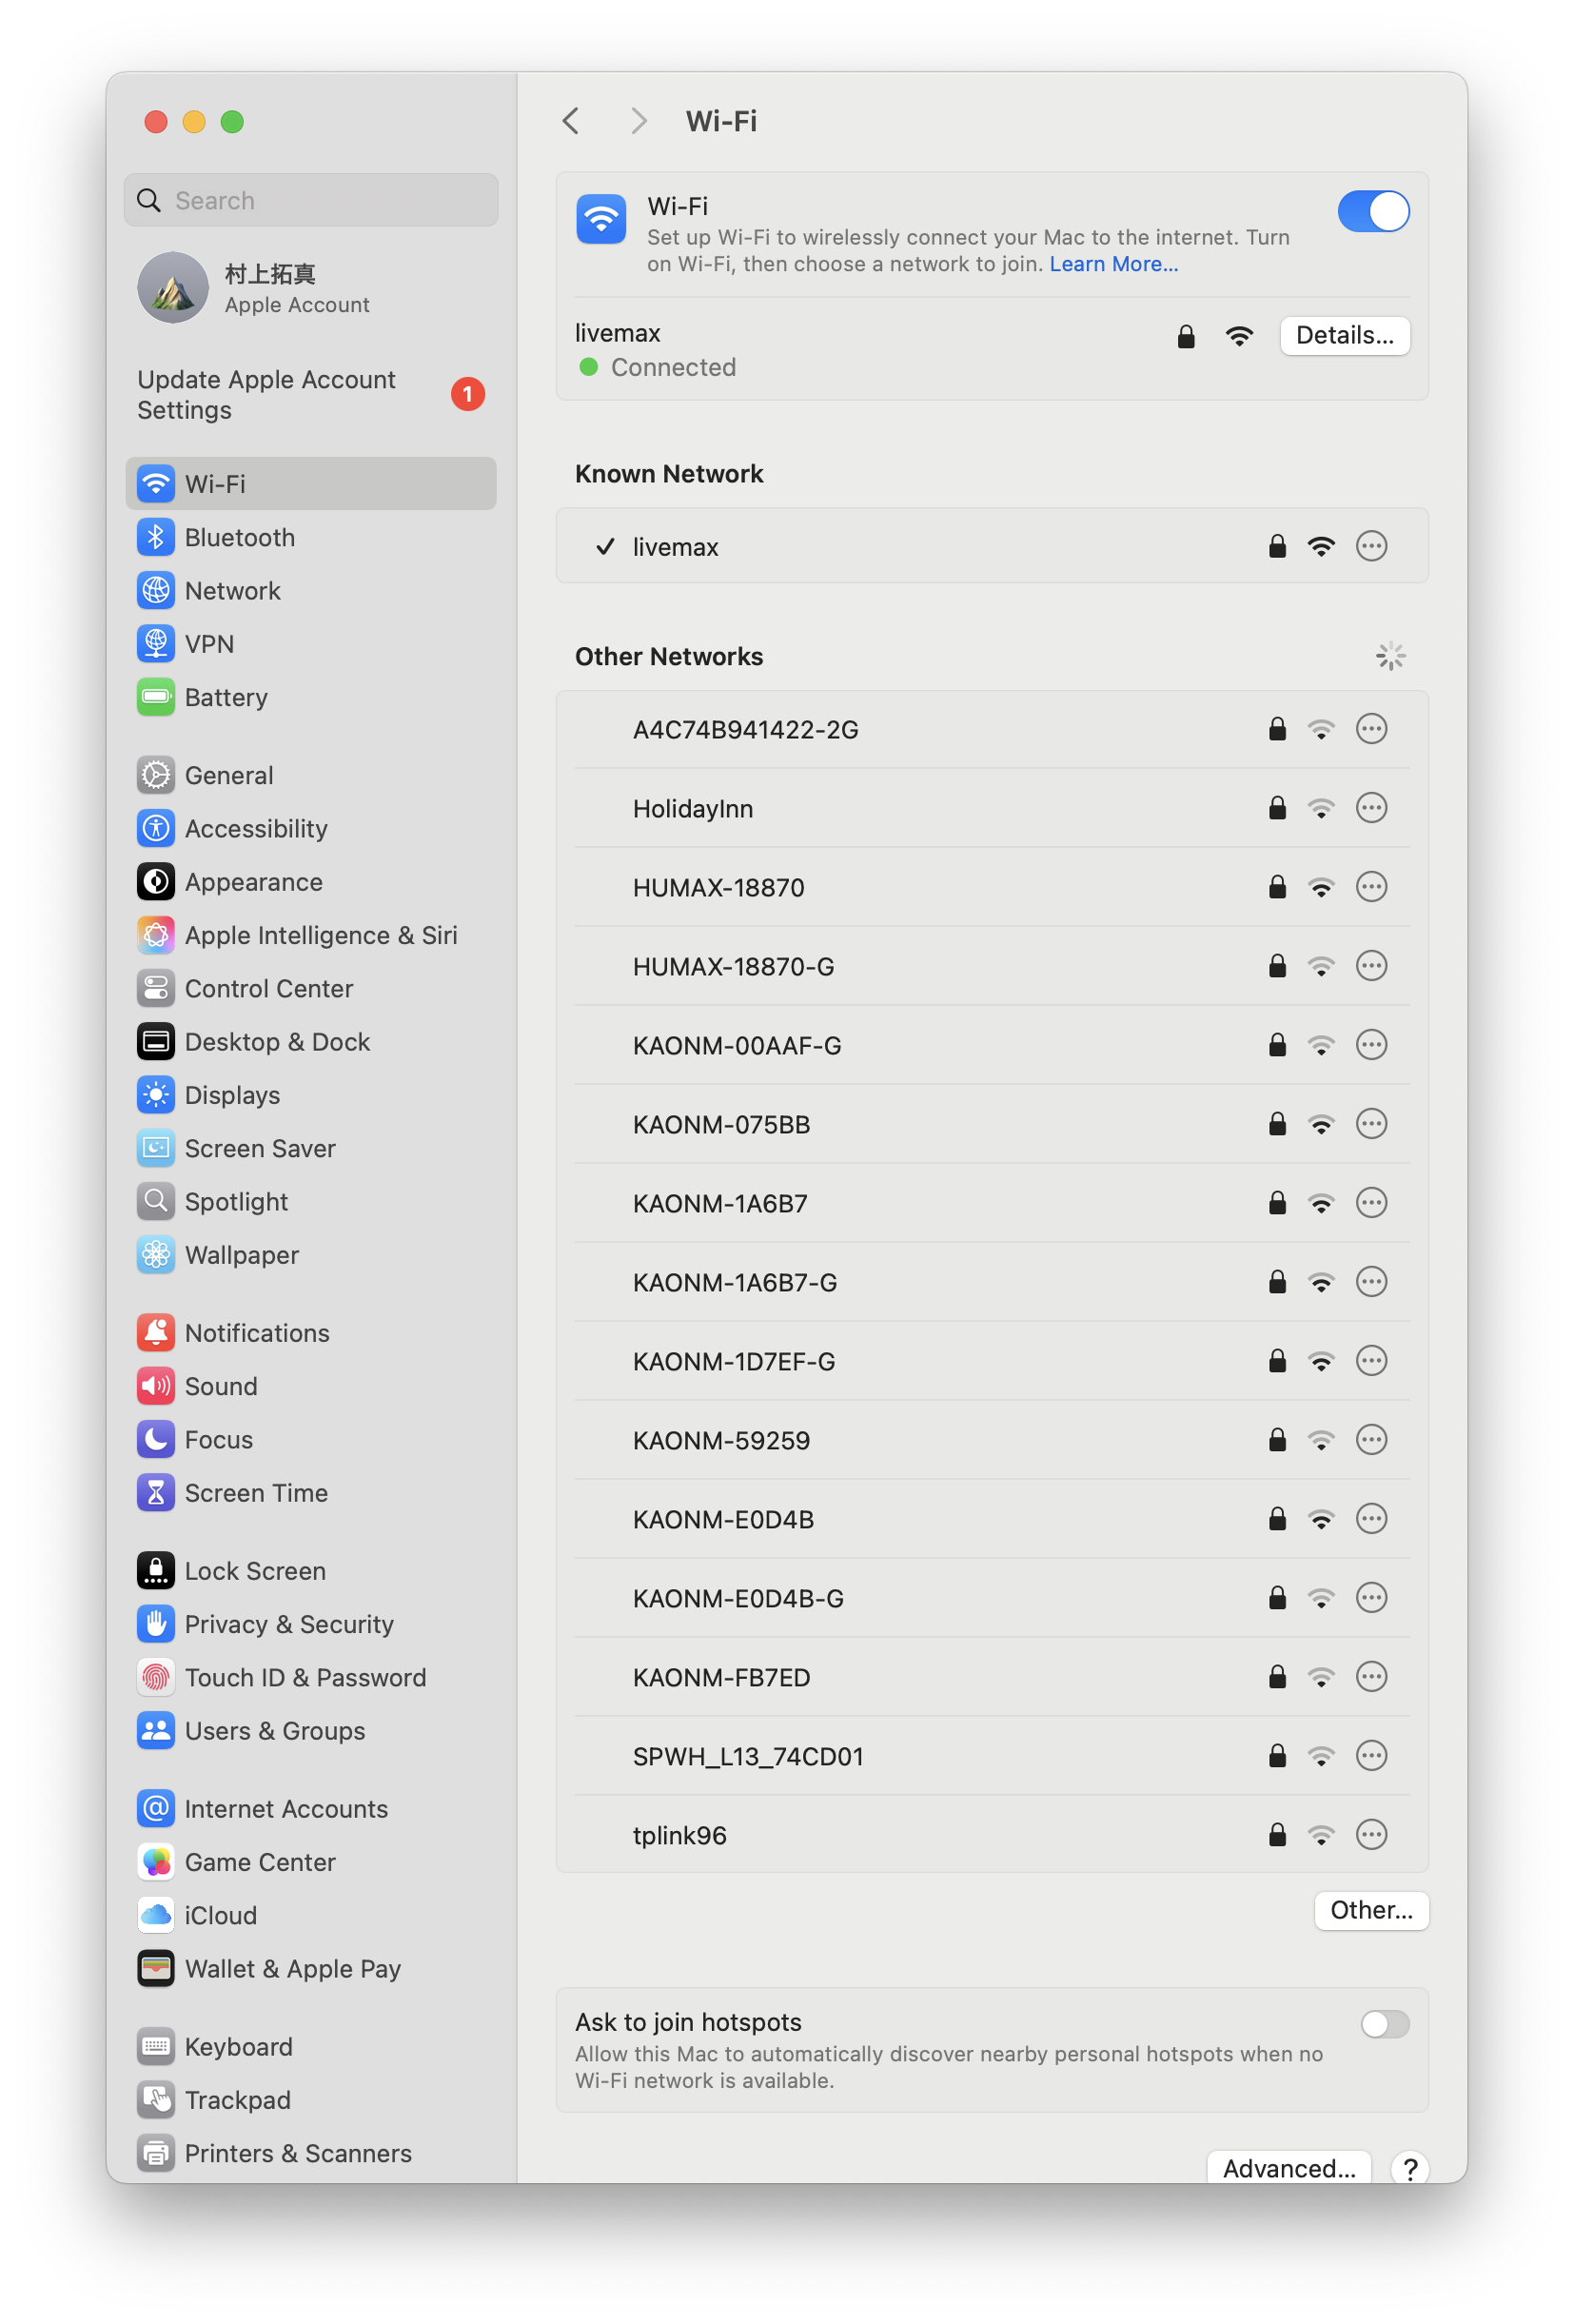 Search
村上拓真
Apple Account
Update Apple Account
Settings
1
Wi-Fi
Bluetooth
Network
VPN
Battery
General
Accessibility
Appearance
Apple Intelligence & Siri
Control Center
Desktop & Dock
Displays
Screen Saver
Spotlight
Wallpaper
Notifications
Sound
Focus
Screen Time
Lock Screen
Privacy & Security
Touch ID & Password
Users & Groups
Internet Accounts
Game Center
iCloud
Wallet & Apple Pay
Keyboard
Trackpad
Printers & Scanners
Wi-Fi
Wi-Fi
Set up Wi-Fi to wirelessly connect your Mac to the internet. Turn
on Wi-Fi, then choose a network to join. Learn More...
livemax
Details...
Connected
Known Network
livemax
Other Networks
A4C74B941422-2G
HolidayInn
HUMAX-18870
HUMAX-18870-G
KAONM-00AAF-G
KAONM-075BB
KAONM-1A6B7
KAONM-1A6B7-G
KAONM-1D7EF-G
KAONM-59259
KAONM-E0D4B
KAONM-E0D4B-G
KAONM-FB7ED
SPWH_L13_74CD01
tplink96
Other...
Ask to join hotspots
Allow this Mac to automatically discover nearby personal hotspots when no
Wi-Fi network is available.
Advanced...
?